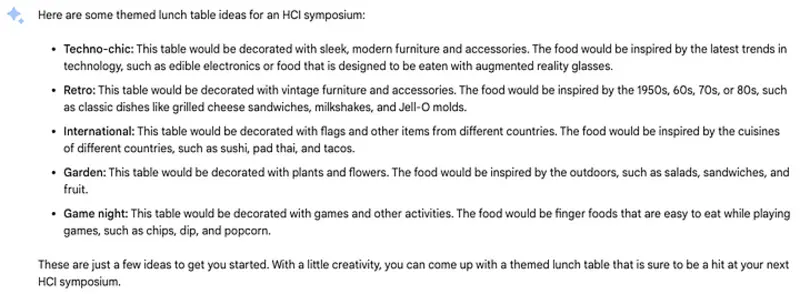 Here are some themed lunch table ideas for an HCI symposium:
• Techno-chic: This table would be decorated with sleek, modern furniture and accessories. The food would be inspired by the latest trends in
technology, such as edible electronics or food that is designed to be eaten with augmented reality glasses.
• Retro: This table would be decorated with vintage furniture and accessories. The food would be inspired by the 1950s, 60s, 70s, or 80s, such
as classic dishes like grilled cheese sandwiches, milkshakes, and Jell-O molds.
• International: This table would be decorated with flags and other items from different countries. The food would be inspired by the cuisines
of different countries, such as sushi, pad thai, and tacos.
• Garden: This table would be decorated with plants and flowers. The food would be inspired by the outdoors, such as salads, sandwiches, and
fruit.
• Game night: This table would be decorated with games and other activities. The food would be finger foods that are easy to eat while playing
games, such as chips, dip, and popcorn.
These are just a few ideas to get you started. With a little creativity, you can come up with a themed lunch table that is sure to be a hit at your next
HCI symposium.